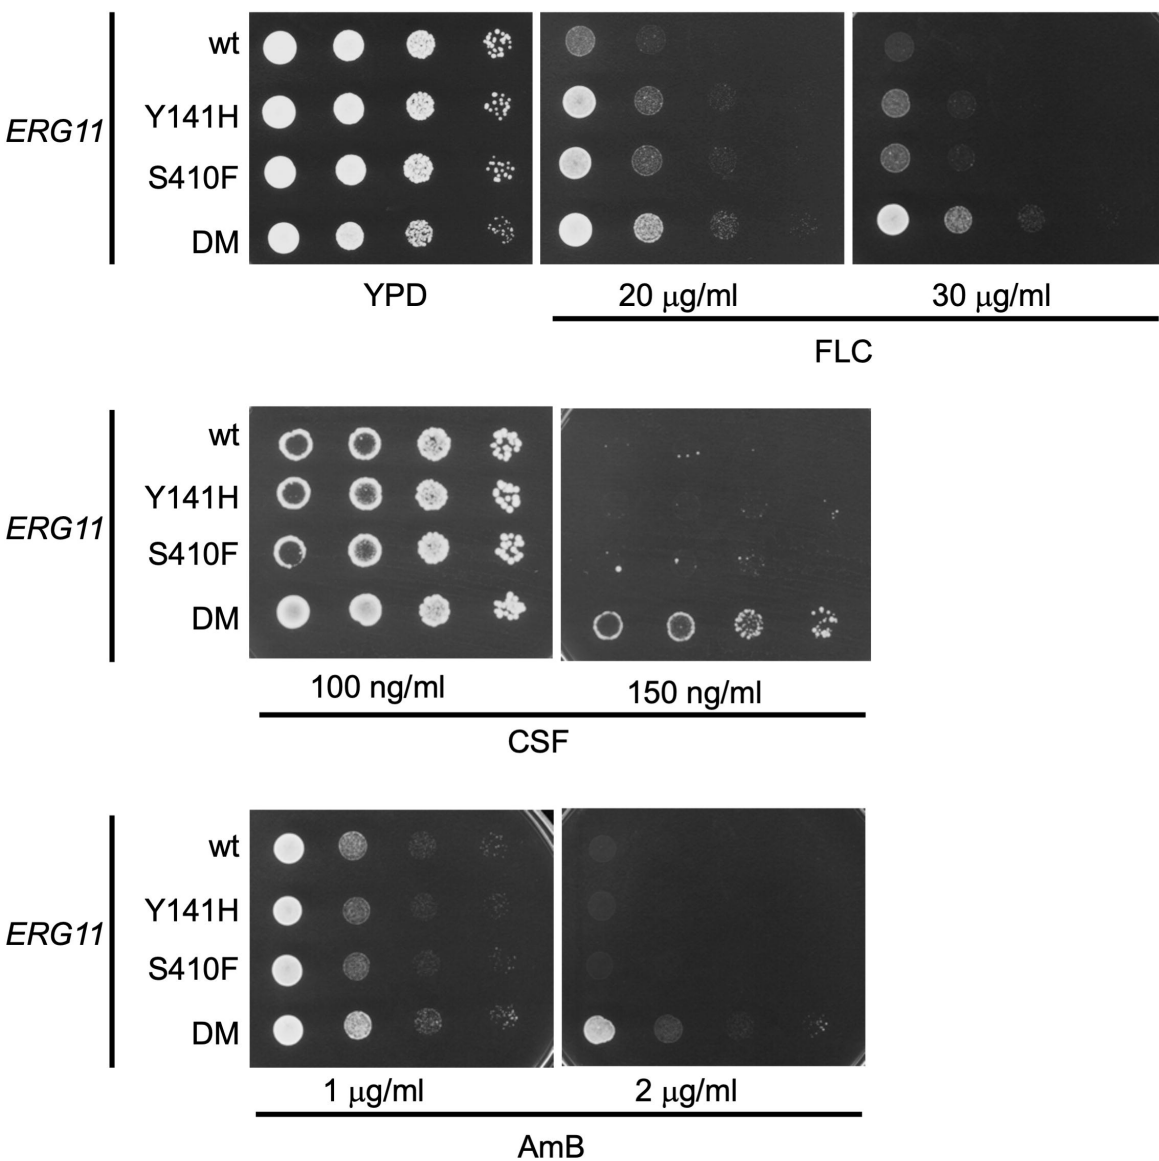 wt
Y141H
ERG11
S410F
DM
YPD
20 μg/ml
30 μg/ml
FLC
wt
Y141H
ERG11
S410F
DM
100 ng/ml
150 ng/ml
CSF
wt
Y141H
ERG11
S410F
DM
1 μg/ml
2 μg/ml
AmB